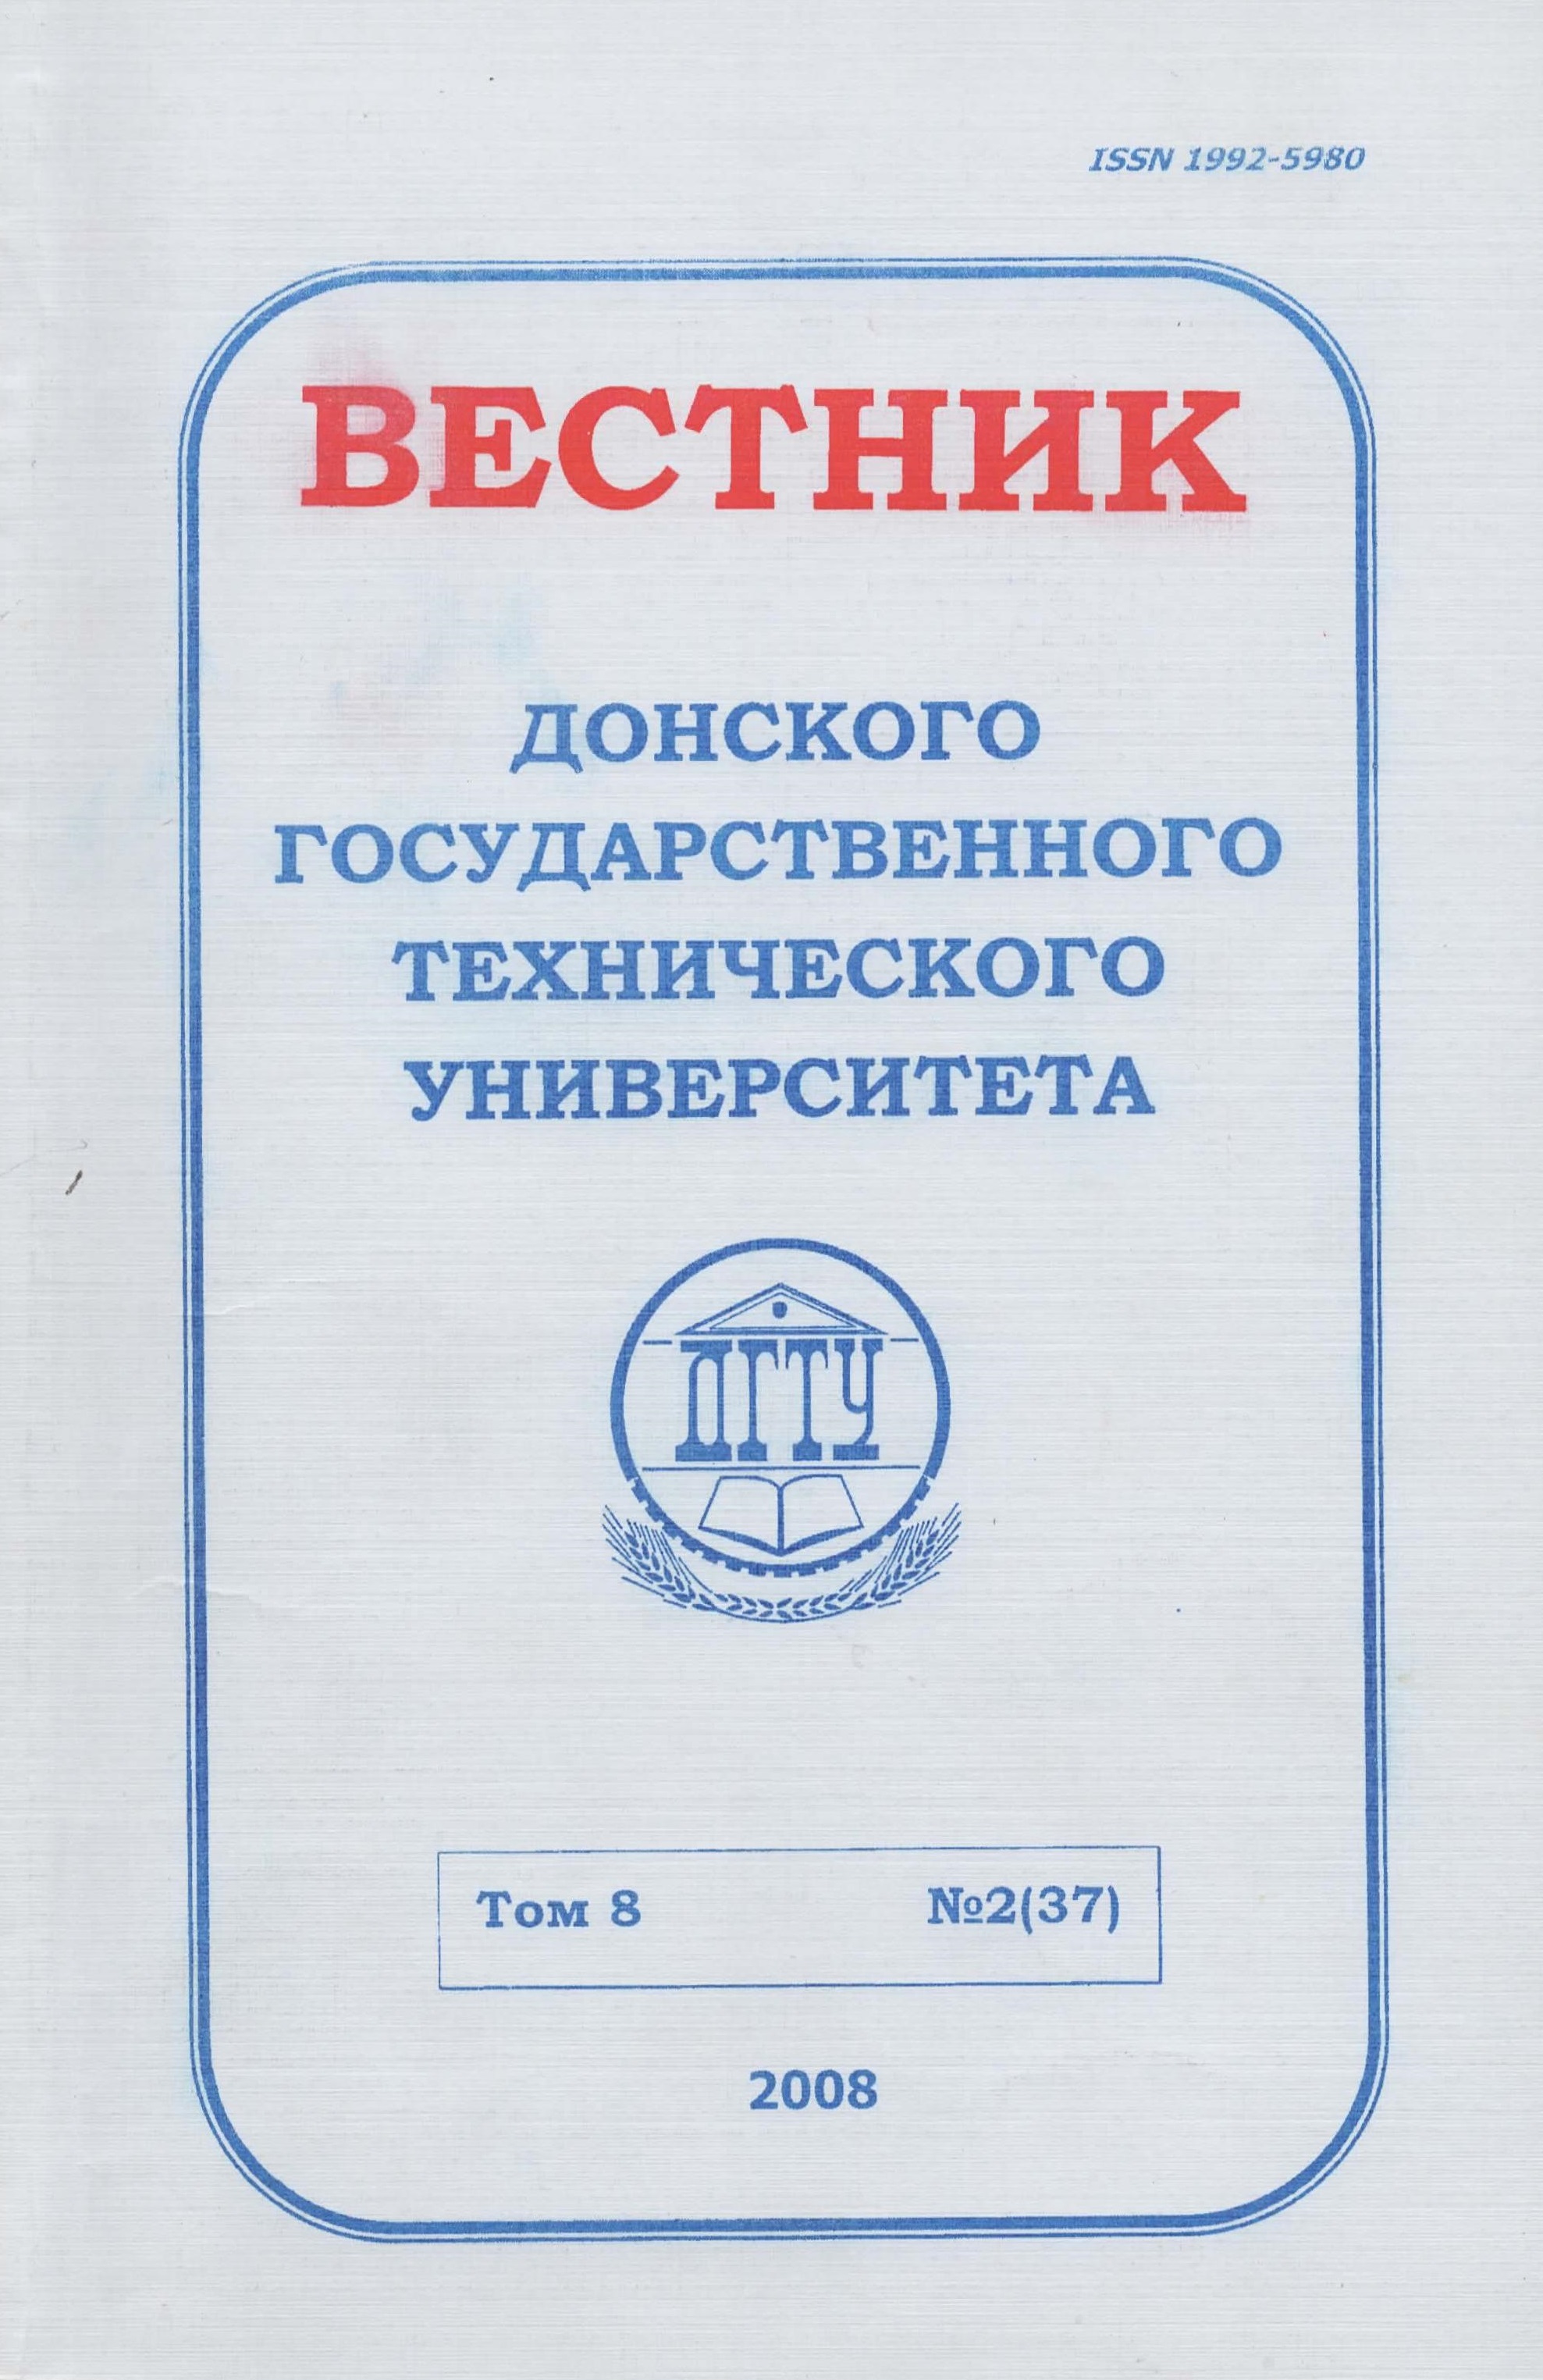 ISSN 1992-5980
ВЕСТНИК
ДОНСКОГО
ГОСУДАРСТВЕННОГО
ТЕХНИЧЕСКОГО
УНИВЕРСИТЕТА
ДГТУ
Том 8 №2(37)
2008